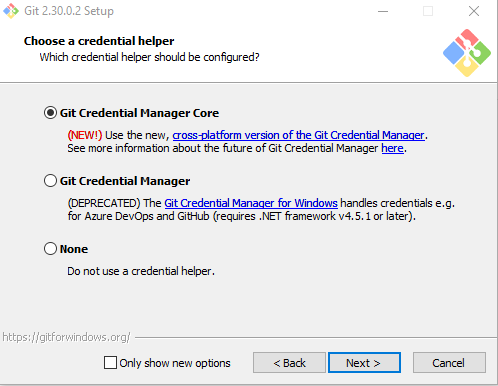 Git 2.30.0.2 Setup
Choose a credential helper
Which credential helper should be configured?
Git Credential Manager Core
(NEW!) Use the new, cross-platform version of the Git Credential Manager.
See more information about the future of Git Credential Manager here.
Git Credential Manager
(DEPRECATED) The Git Credential Manager for Windows handles credentials e.g.
for Azure DevOps and GitHub (requires .NET framework v4.5.1 or later).
None
Do not use a credential helper.
https://gitforwindows.org/
Only show new options
< Back
Next >
Cancel